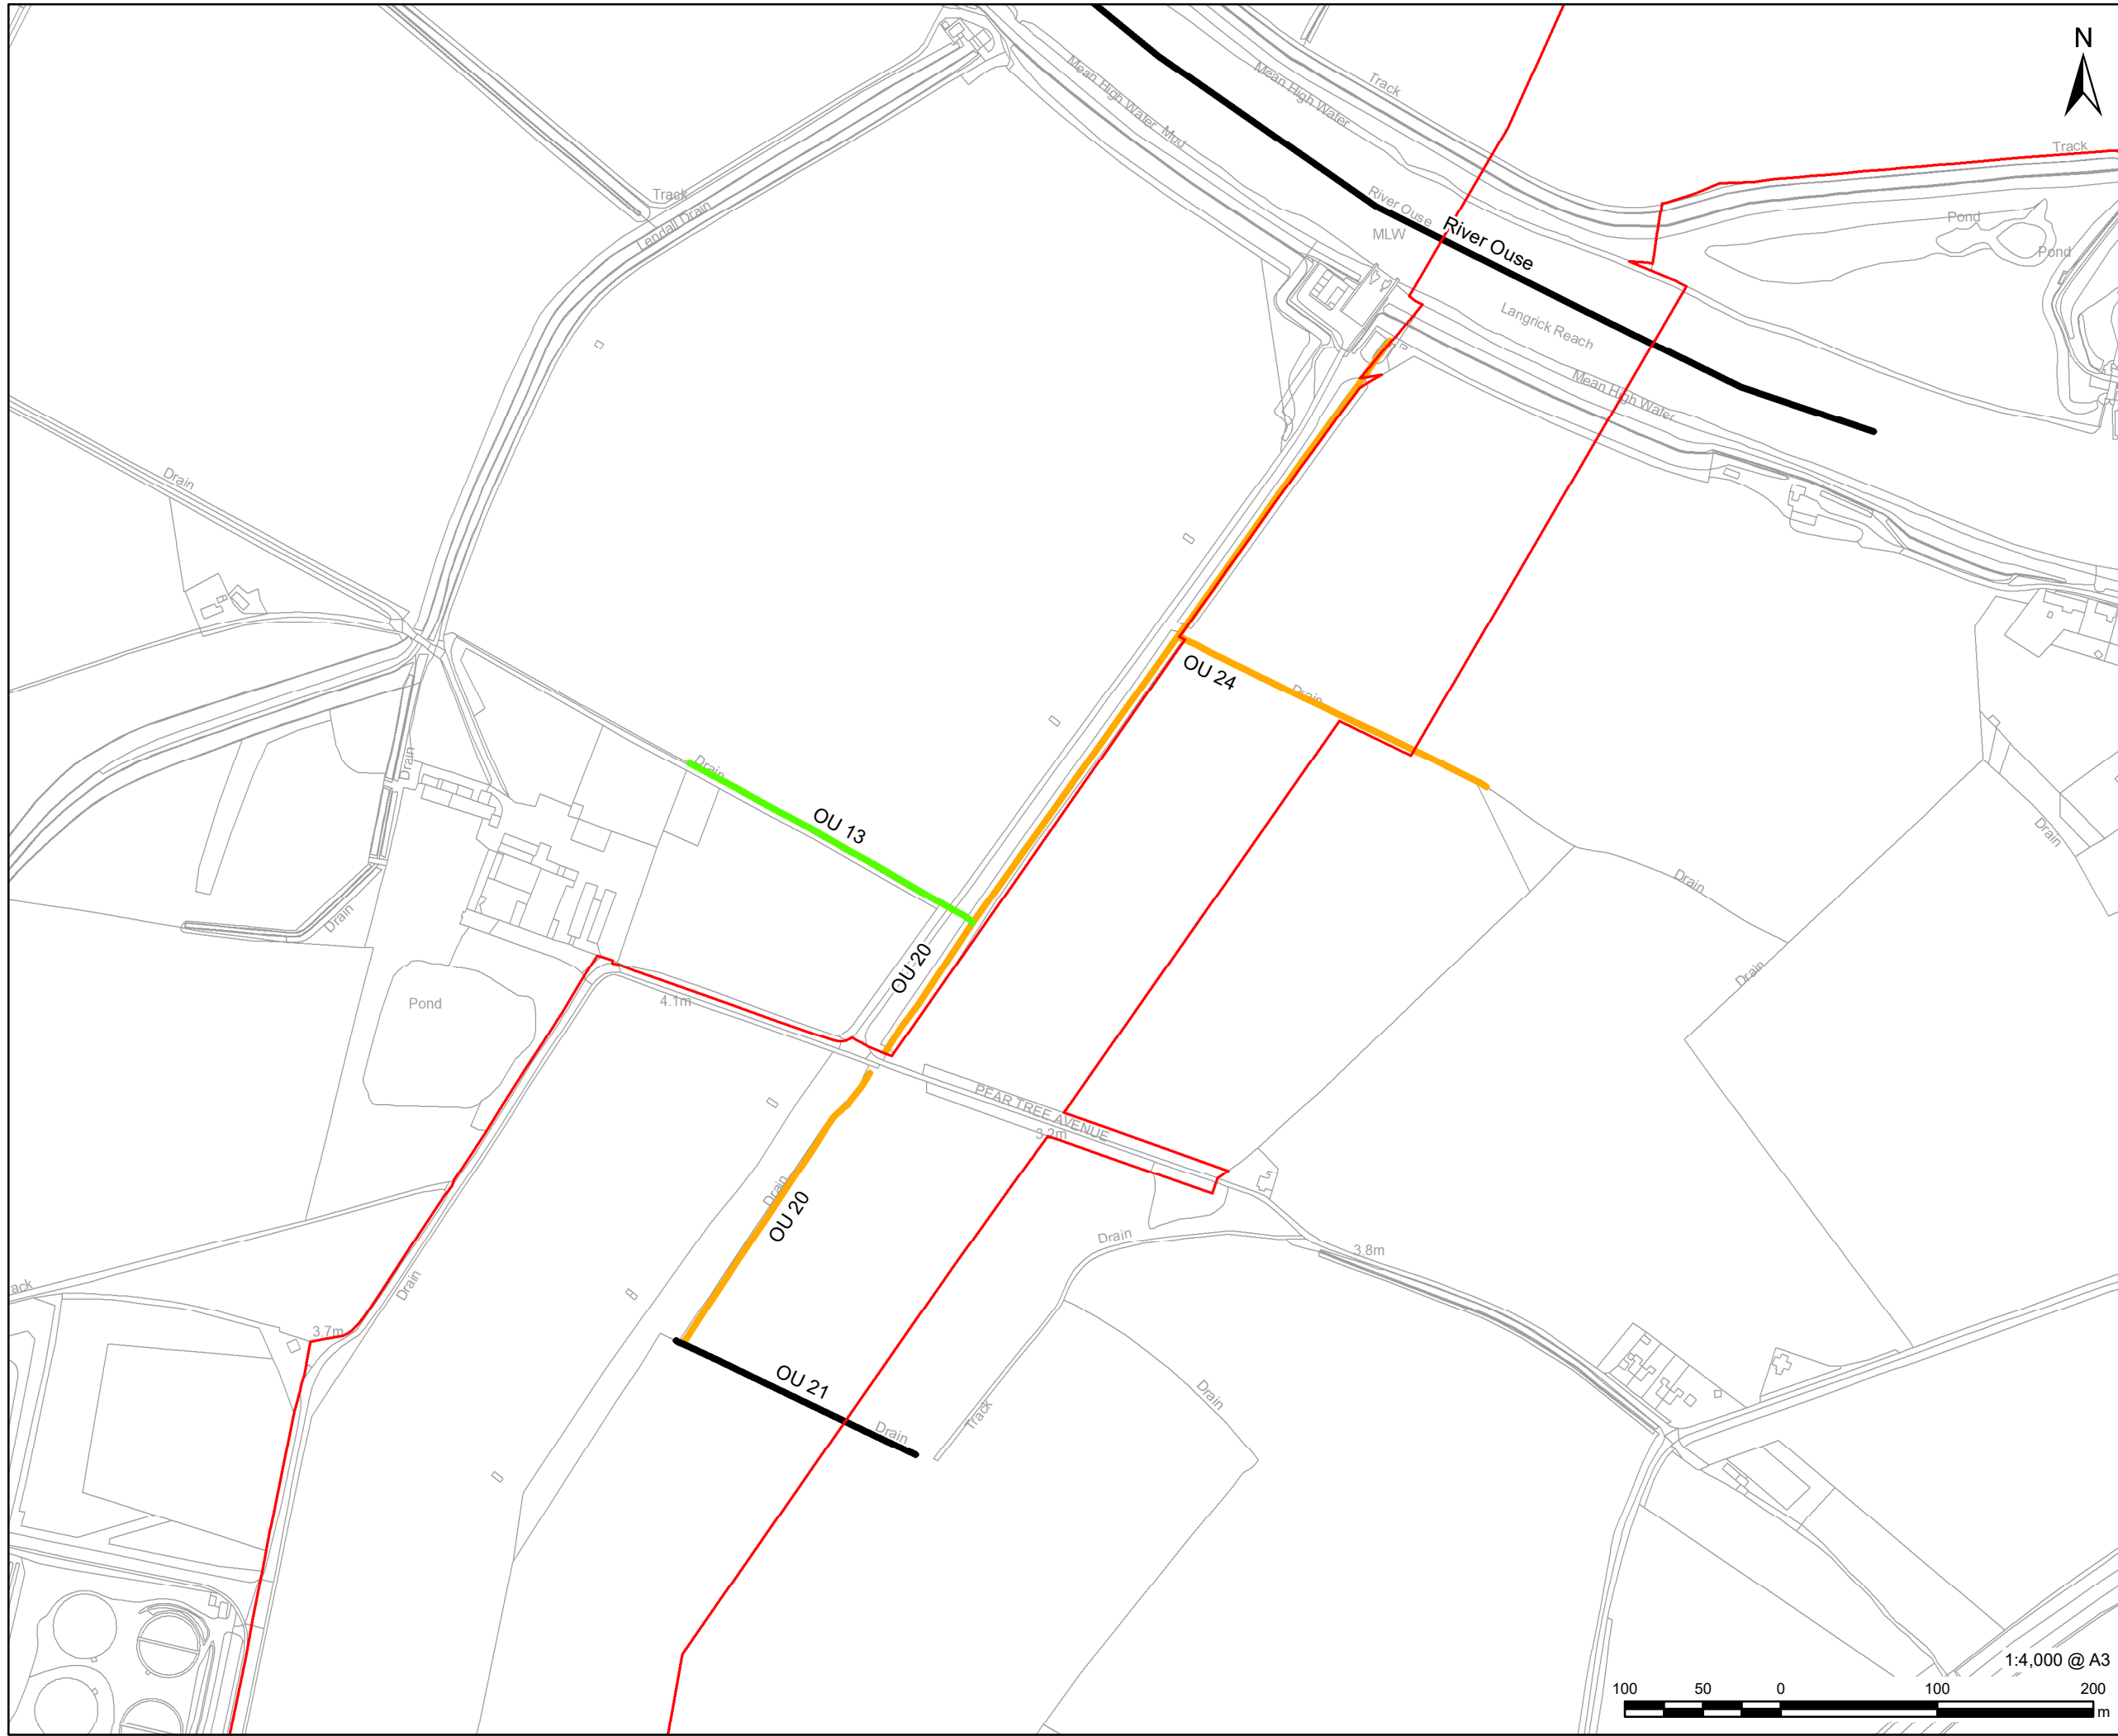 N
Track
Mean High Water
Mean High Water
Mud
Track
Track
Lendall Drain
River Ouse
MLW
River Ouse
Pond
Pond
Langrick Reach
Mean High Water
Drain
OU 24
Drain
Drain
Drain
OU 13
Drain
Drain
Drain
OU 20
Drain
Pond
4.1m
PEAR TREE AVENUE
Drain
OU 20
Drain
3.8m
ack
Drain
3.7m
OU 21
Drain
Track
Drain
1:4,000 @ A3
100 50 0 100 200
m